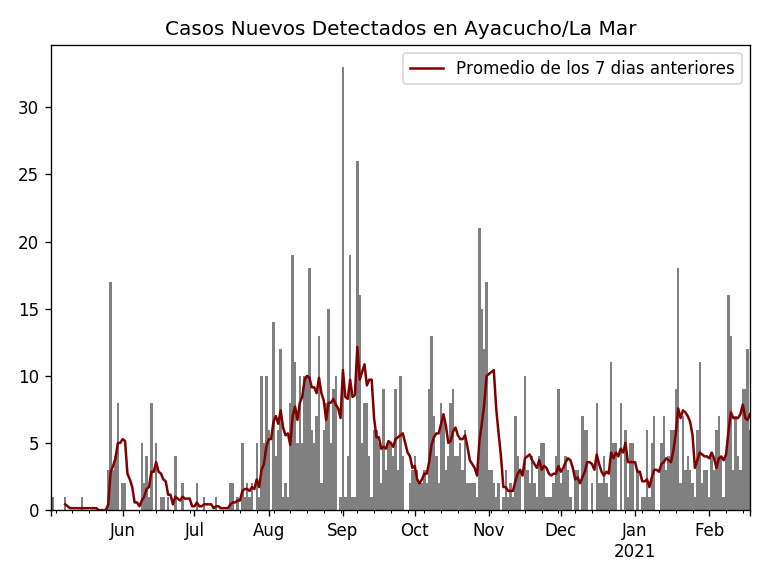 Casos Nuevos Detectados en Ayacucho/La Mar
Promedio de los 7 dias anteriores
30
25
20
15
10
5
0
Jun Jul Aug Sep Oct Nov Dec Jan Feb
2021